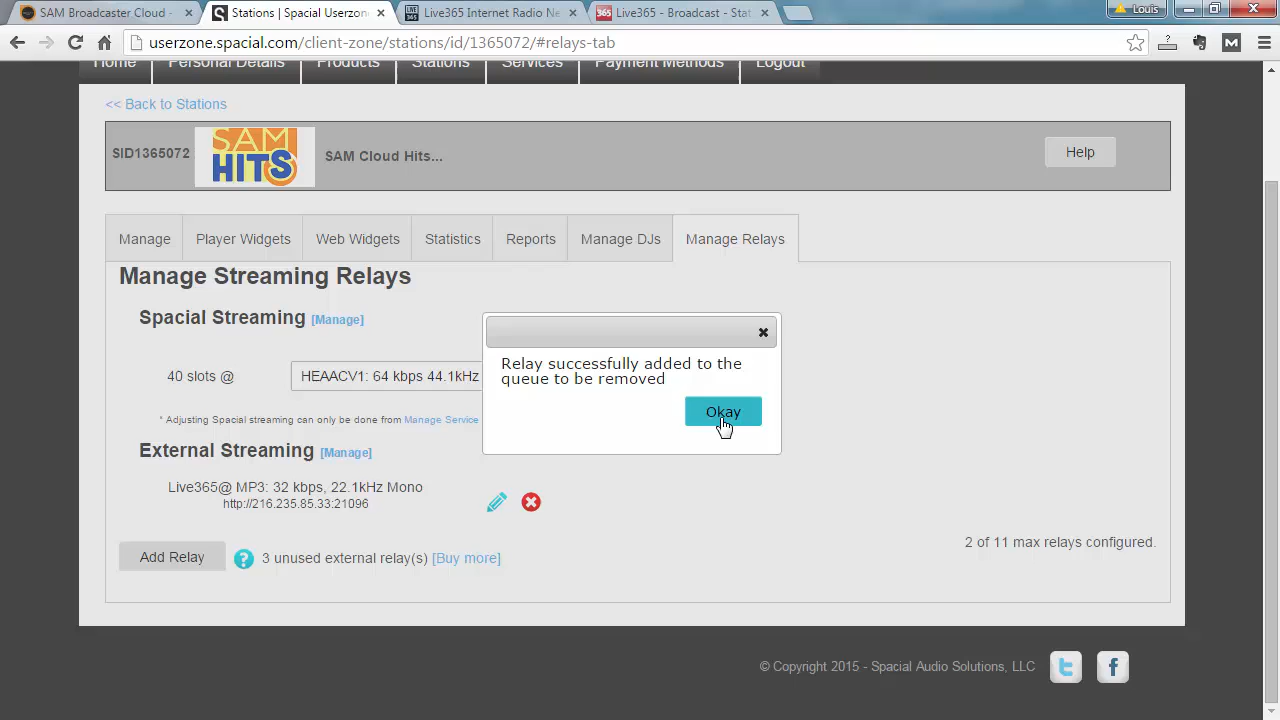 SAM Broadcaster Cloud -
Stations | Spacial Userzon
Live365 Internet Radio Ne
Live365 - Broadcast - Stat
Louis
userzone.spacial.com/client-zone/stations/id/1365072/#relays-tab
Home
Personal Details
Products
Stations
Services
Payment Methods
Logout
<< Back to Stations
SID1365072
SAM
HITS
SAM Cloud Hits...
Help
Manage
Player Widgets
Web Widgets
Statistics
Reports
Manage DJs
Manage Relays
Manage Streaming Relays
Spacial Streaming [Manage]
40 slots @
HEAACV1: 64 kbps 44.1kHz
* Adjusting Spacial streaming can only be done from Manage Service
Relay successfully added to the
queue to be removed
Okay
External Streaming [Manage]
Live365@ MP3: 32 kbps, 22.1kHz Mono
http://216.235.85.33:21096
2 of 11 max relays configured.
Add Relay
? 3 unused external relay(s) [Buy more]
© Copyright 2015 - Spacial Audio Solutions, LLC